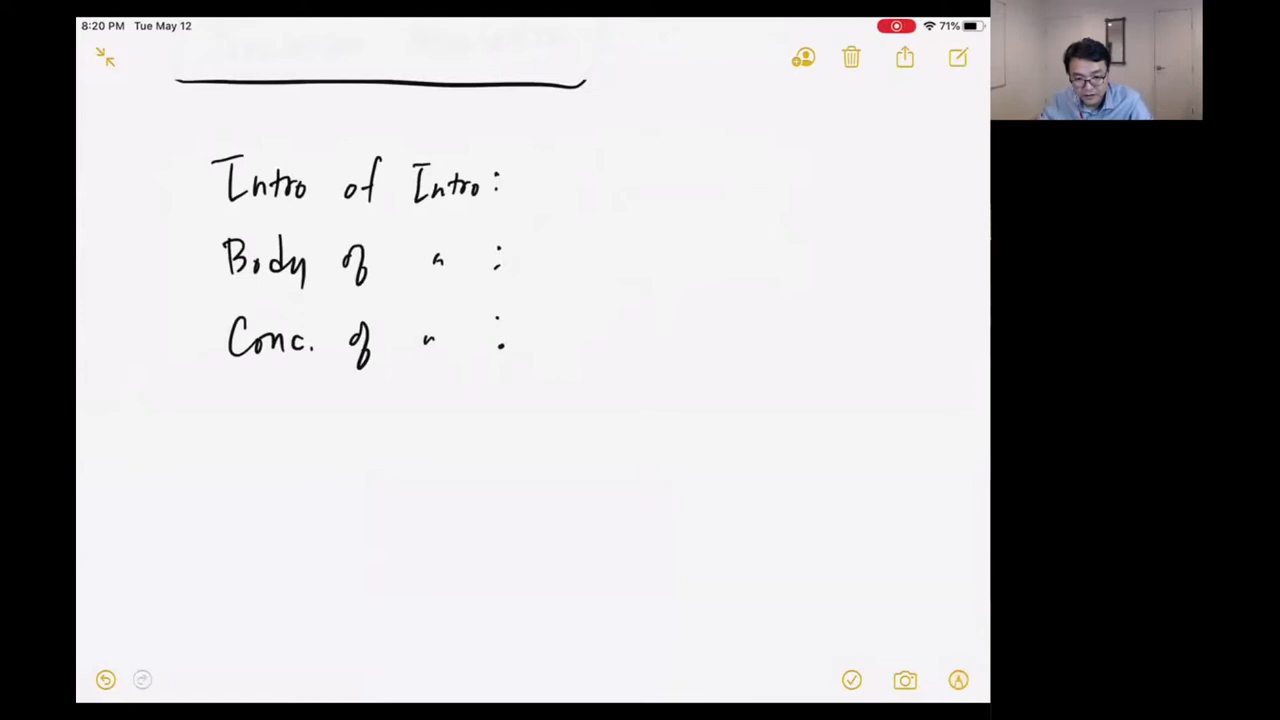 8:20 PM Tue May 12
71%
Intro of Intro:
Body of " :
Conc. of " :